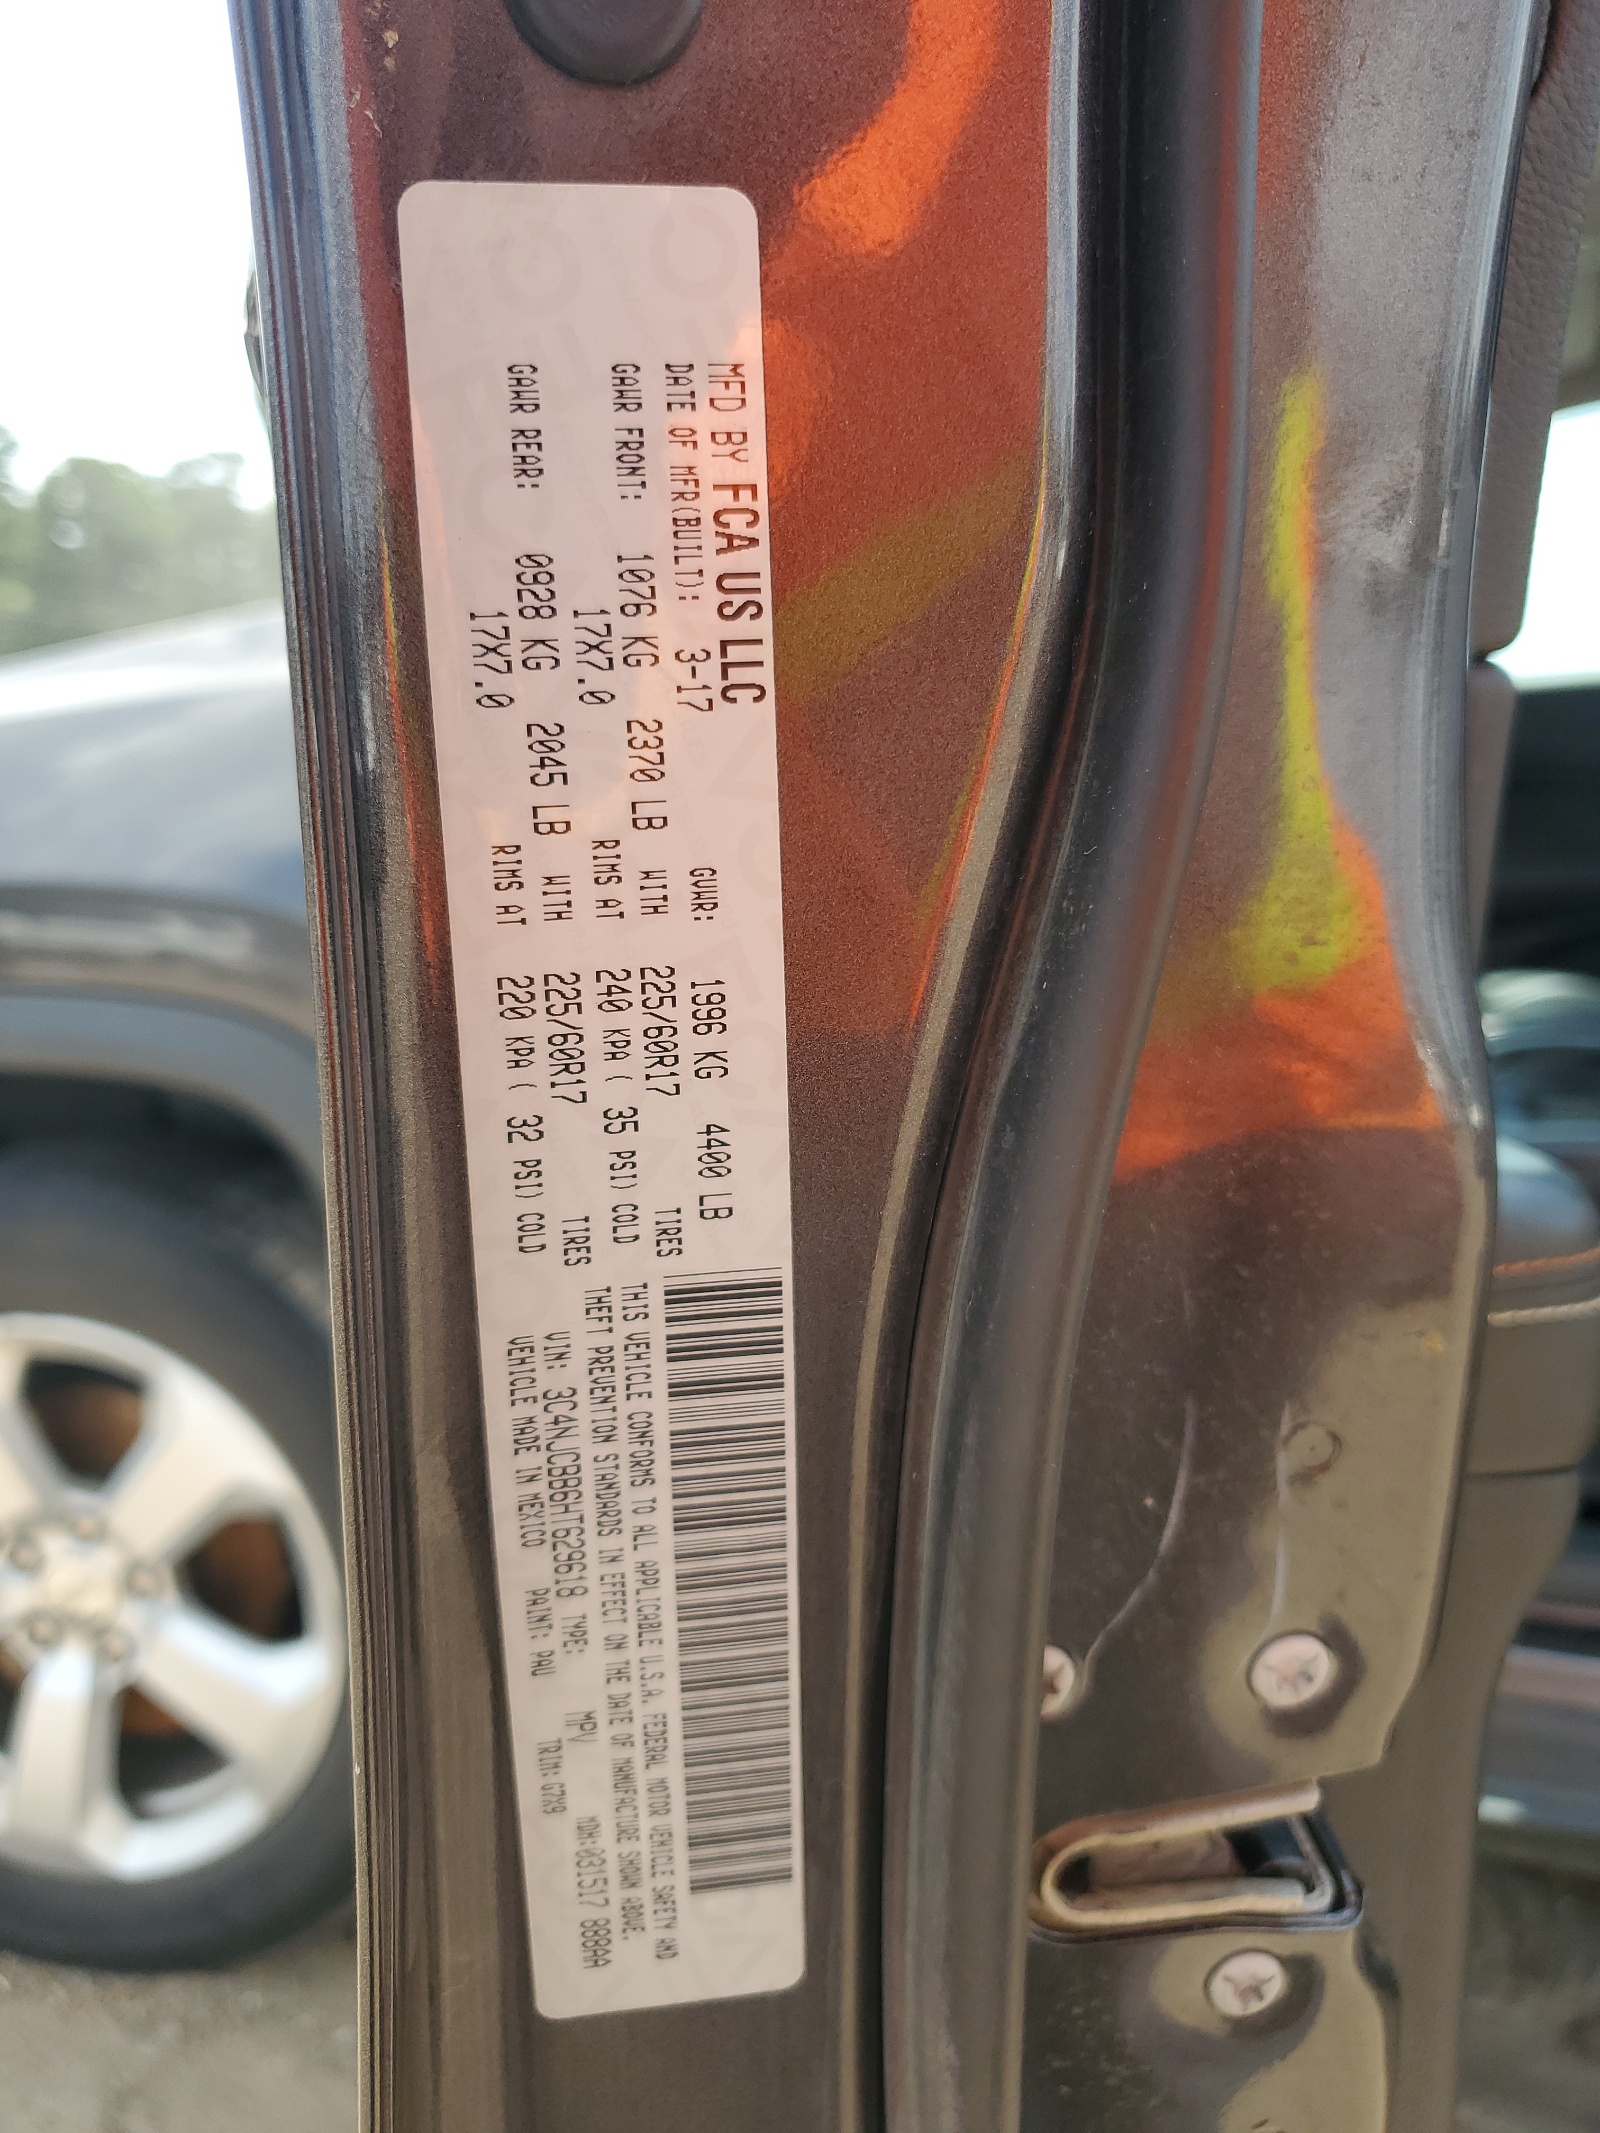 MFD BY FCA US LLC
DATE OF MFR(BUILT): 3-17 GVWR: 1996 KG 4400 LB
GAWR FRONT: 1076 KG 2370 LB WITH 225/60R17 TIRES
17X7.0 RIMS AT 240 KPA ( 35 PSI) COLD
GAWR REAR: 0928 KG 2045 LB WITH 225/60R17 TIRES
17X7.0 RIMS AT 220 KPA ( 32 PSI) COLD
THIS VEHICLE CONFORMS TO ALL APPLICABLE U.S.A. FEDERAL MOTOR VEHICLE SAFETY AND
THEFT PREVENTION STANDARDS IN EFFECT ON THE DATE OF MANUFACTURE SHOWN ABOVE.
VIN: 3C4NJCBB6HT629618 TYPE: MPV MDH:031517 888AA
VEHICLE MADE IN MEXICO PAINT: PAU TRIM: G7X9